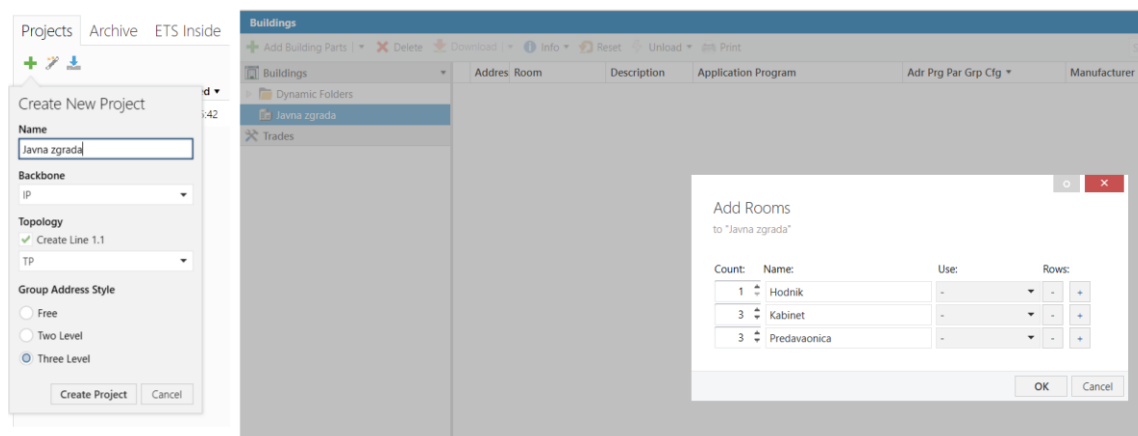 Projects Archive ETS Inside
ed
5:42
Create New Project
Name
Javna zgrada
Backbone
IP
Topology
Create Line 1.1
TP
Group Address Style
Free
Two Level
Three Level
Create Project Cancel
Buildings
Add Building Parts Delete Download Info Reset Unload Print
Buildings Addres Room Description Application Program Adr Prg Par Grp Cfg Manufacturer
Dynamic Folders
Javna zgrada
Trades
Add Rooms
to "Javna zgrada"
Count: Name: Use: Rows:
1 Hodnik - - +
3 Kabinet - - +
3 Predavaonica - - +
OK Cancel